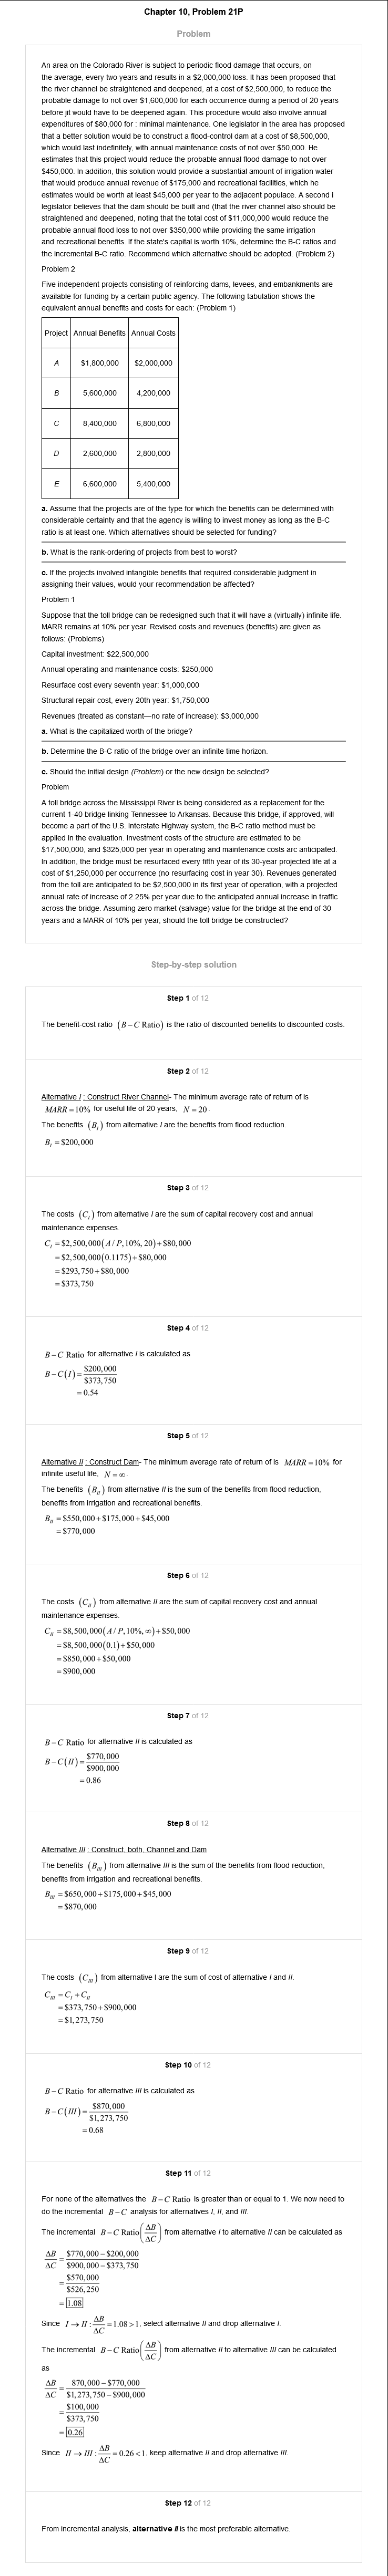 Chapter 10, Problem 21P
Problem
An area on the Colorado River is subject to periodic flood damage that occurs, on
the average, every two years and results in a $2,000,000 loss. It has been proposed that
the river channel be straightened and deepened, at a cost of $2,500,000, to reduce the
probable damage to not over $1,600,000 for each occurrence during a period of 20 years
before jit would have to be deepened again. This procedure would also involve annual
expenditures of $80,000 for : minimal maintenance. One legislator in the area has proposed
that a better solution would be to construct a flood-control dam at a cost of $8,500,000,
which would last indefinitely, with annual maintenance costs of not over $50,000. He
estimates that this project would reduce the probable annual flood damage to not over
$450,000. In addition, this solution would provide a substantial amount of irrigation water
that would produce annual revenue of $175,000 and recreational facilities, which he
estimates would be worth at least $45,000 per year to the adjacent populace. A second i
legislator believes that the dam should be built and (that the river channel also should be
straightened and deepened, noting that the total cost of $11,000,000 would reduce the
probable annual flood loss to not over $350,000 while providing the same irrigation
and recreational benefits. If the state's capital is worth 10%, determine the B-C ratios and
the incremental B-C ratio. Recommend which alternative should be adopted. (Problem 2)
Problem 2
Five independent projects consisting of reinforcing dams, levees, and embankments are
available for funding by a certain public agency. The following tabulation shows the
equivalent annual benefits and costs for each: (Problem 1)
Project Annual Benefits Annual Costs
A $1,800,000 $2,000,000
B 5,600,000 4,200,000
C 8,400,000 6,800,000
D 2,600,000 2,800,000
E 6,600,000 5,400,000
a. Assume that the projects are of the type for which the benefits can be determined with
considerable certainty and that the agency is willing to invest money as long as the B-C
ratio is at least one. Which alternatives should be selected for funding?
b. What is the rank-ordering of projects from best to worst?
c. If the projects involved intangible benefits that required considerable judgment in
assigning their values, would your recommendation be affected?
Problem 1
Suppose that the toll bridge can be redesigned such that it will have a (virtually) infinite life.
MARR remains at 10% per year. Revised costs and revenues (benefits) are given as
follows: (Problems)
Capital investment: $22,500,000
Annual operating and maintenance costs: $250,000
Resurface cost every seventh year: $1,000,000
Structural repair cost, every 20th year: $1,750,000
Revenues (treated as constant—no rate of increase): $3,000,000
a. What is the capitalized worth of the bridge?
b. Determine the B-C ratio of the bridge over an infinite time horizon.
c. Should the initial design (Problem) or the new design be selected?
Problem
A toll bridge across the Mississippi River is being considered as a replacement for the
current 1-40 bridge linking Tennessee to Arkansas. Because this bridge, if approved, will
become a part of the U.S. Interstate Highway system, the B-C ratio method must be
applied in the evaluation. Investment costs of the structure are estimated to be
$17,500,000, and $325,000 per year in operating and maintenance costs arc anticipated.
In addition, the bridge must be resurfaced every fifth year of its 30-year projected life at a
cost of $1,250,000 per occurrence (no resurfacing cost in year 30). Revenues generated
from the toll are anticipated to be $2,500,000 in its first year of operation, with a projected
annual rate of increase of 2.25% per year due to the anticipated annual increase in traffic
across the bridge. Assuming zero market (salvage) value for the bridge at the end of 30
years and a MARR of 10% per year, should the toll bridge be constructed?
Step-by-step solution
Step 1 of 12
The benefit-cost ratio (B – C Ratio) is the ratio of discounted benefits to discounted costs.
Step 2 of 12
Alternative I : Construct River Channel- The minimum average rate of return of is
MARR = 10% for useful life of 20 years, N = 20 .
The benefits (B_I) from alternative I are the benefits from flood reduction.
B_I = $200,000
Step 3 of 12
The costs (C_I) from alternative I are the sum of capital recovery cost and annual
maintenance expenses.
C_I = $2,500,000(A / P,10%, 20) + $80,000
= $2,500,000(0.1175) + $80,000
= $293,750 + $80,000
= $373,750
Step 4 of 12
B – C Ratio for alternative I is calculated as
B – C(I) = $200,000 / $373,750
= 0.54
Step 5 of 12
Alternative II : Construct Dam- The minimum average rate of return of is MARR = 10% for
infinite useful life, N = ∞.
The benefits (B_II) from alternative II is the sum of the benefits from flood reduction,
benefits from irrigation and recreational benefits.
B_II = $550,000 + $175,000 + $45,000
= $770,000
Step 6 of 12
The costs (C_II) from alternative II are the sum of capital recovery cost and annual
maintenance expenses.
C_II = $8,500,000(A / P,10%, ∞) + $50,000
= $8,500,000(0.1) + $50,000
= $850,000 + $50,000
= $900,000
Step 7 of 12
B – C Ratio for alternative II is calculated as
B – C(II) = $770,000 / $900,000
= 0.86
Step 8 of 12
Alternative III : Construct, both, Channel and Dam
The benefits (B_III) from alternative III is the sum of the benefits from flood reduction,
benefits from irrigation and recreational benefits.
B_III = $650,000 + $175,000 + $45,000
= $870,000
Step 9 of 12
The costs (C_III) from alternative I are the sum of cost of alternative I and II.
C_III = C_I + C_II
= $373,750 + $900,000
= $1,273,750
Step 10 of 12
B – C Ratio for alternative III is calculated as
B – C(III) = $870,000 / $1,273,750
= 0.68
Step 11 of 12
For none of the alternatives the B – C Ratio is greater than or equal to 1. We now need to
do the incremental B – C analysis for alternatives I, II, and III.
The incremental B – C Ratio(ΔB/ΔC) from alternative I to alternative II can be calculated as
ΔB/ΔC = $770,000 – $200,000 / $900,000 – $373,750
= $570,000 / $526,250
= 1.08
Since I → II : ΔB/ΔC = 1.08 > 1, select alternative II and drop alternative I.
The incremental B – C Ratio(ΔB/ΔC) from alternative II to alternative III can be calculated
as
ΔB/ΔC = 870,000 – $770,000 / $1,273,750 – $900,000
= $100,000 / $373,750
= 0.26
Since II → III : ΔB/ΔC = 0.26 < 1, keep alternative II and drop alternative III.
Step 12 of 12
From incremental analysis, alternative II is the most preferable alternative.